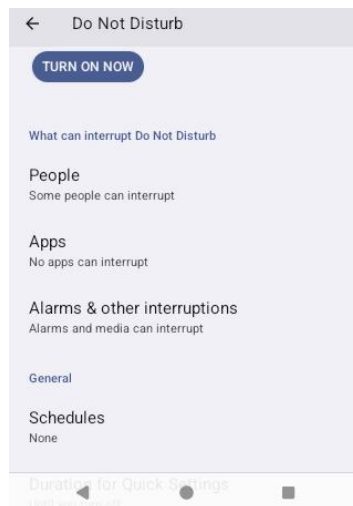 Do Not Disturb
TURN ON NOW
What can interrupt Do Not Disturb
People
Some people can interrupt
Apps
No apps can interrupt
Alarms & other interruptions
Alarms and media can interrupt
General
Schedules
None
Duration for Quick Settings